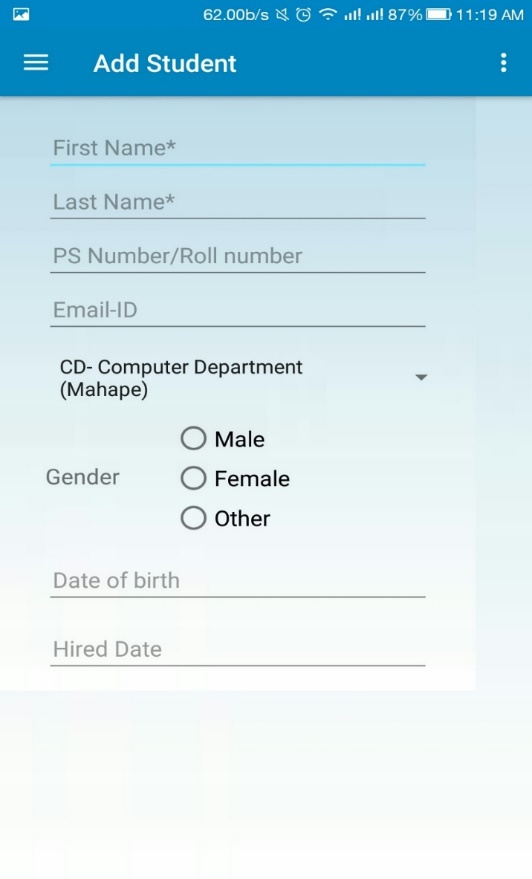 62.00b/s 87% 11:19 AM
Add Student
First Name*
Last Name*
PS Number/Roll number
Email-ID
CD- Computer Department
(Mahape)
Male
Gender
Female
Other
Date of birth
Hired Date